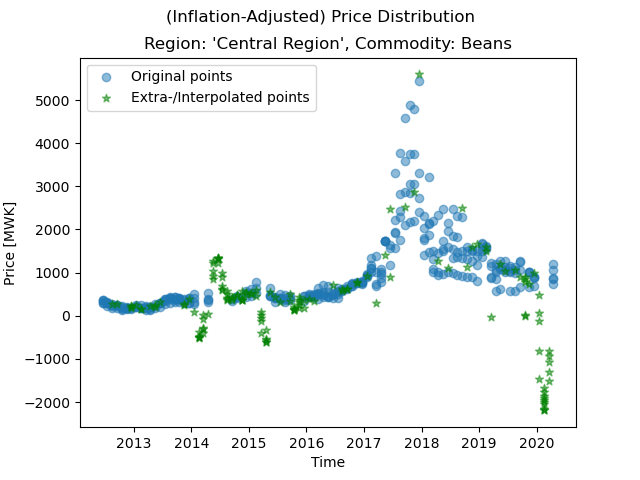 (Inflation-Adjusted) Price Distribution
Region: 'Central Region', Commodity: Beans
Original points
Extra-/Interpolated points
Price [MWK]
5000
4000
3000
2000
1000
0
−1000
−2000
2013 2014 2015 2016 2017 2018 2019 2020
Time